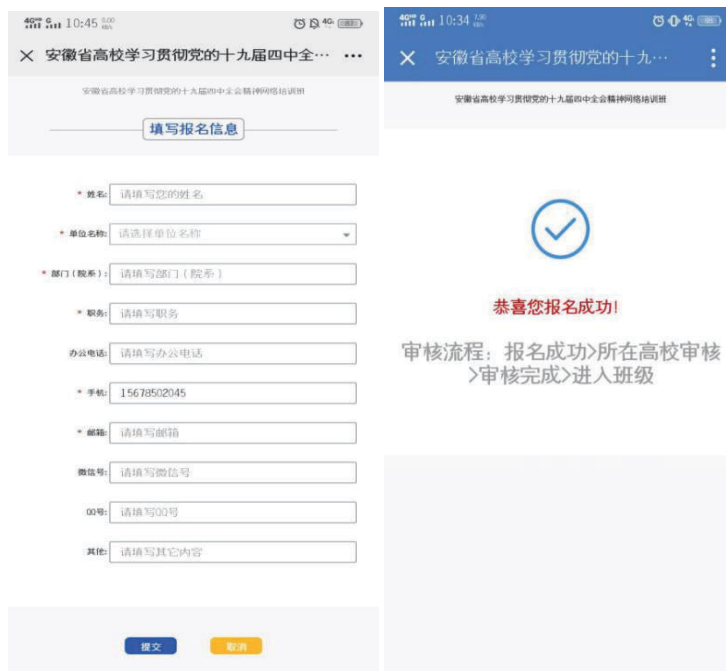 10:45
安徽省高校学习贯彻党的十九届四中全…
安徽省高校学习贯彻党的十九届四中全会精神网络培训班
填写报名信息
* 姓名: 请填写您的姓名
* 单位名称: 请选择单位名称
* 部门(院系): 请填写部门(院系)
* 职务: 请填写职务
办公电话: 请填写办公电话
* 手机: 15678502045
* 邮箱: 请填写邮箱
微信号: 请填写微信号
QQ号: 请填写QQ号
其他: 请填写其它内容
提交 取消
10:34
安徽省高校学习贯彻党的十九…
安徽省高校学习贯彻党的十九届四中全会精神网络培训班
恭喜您报名成功!
审核流程：报名成功>所在高校审核
>审核完成>进入班级